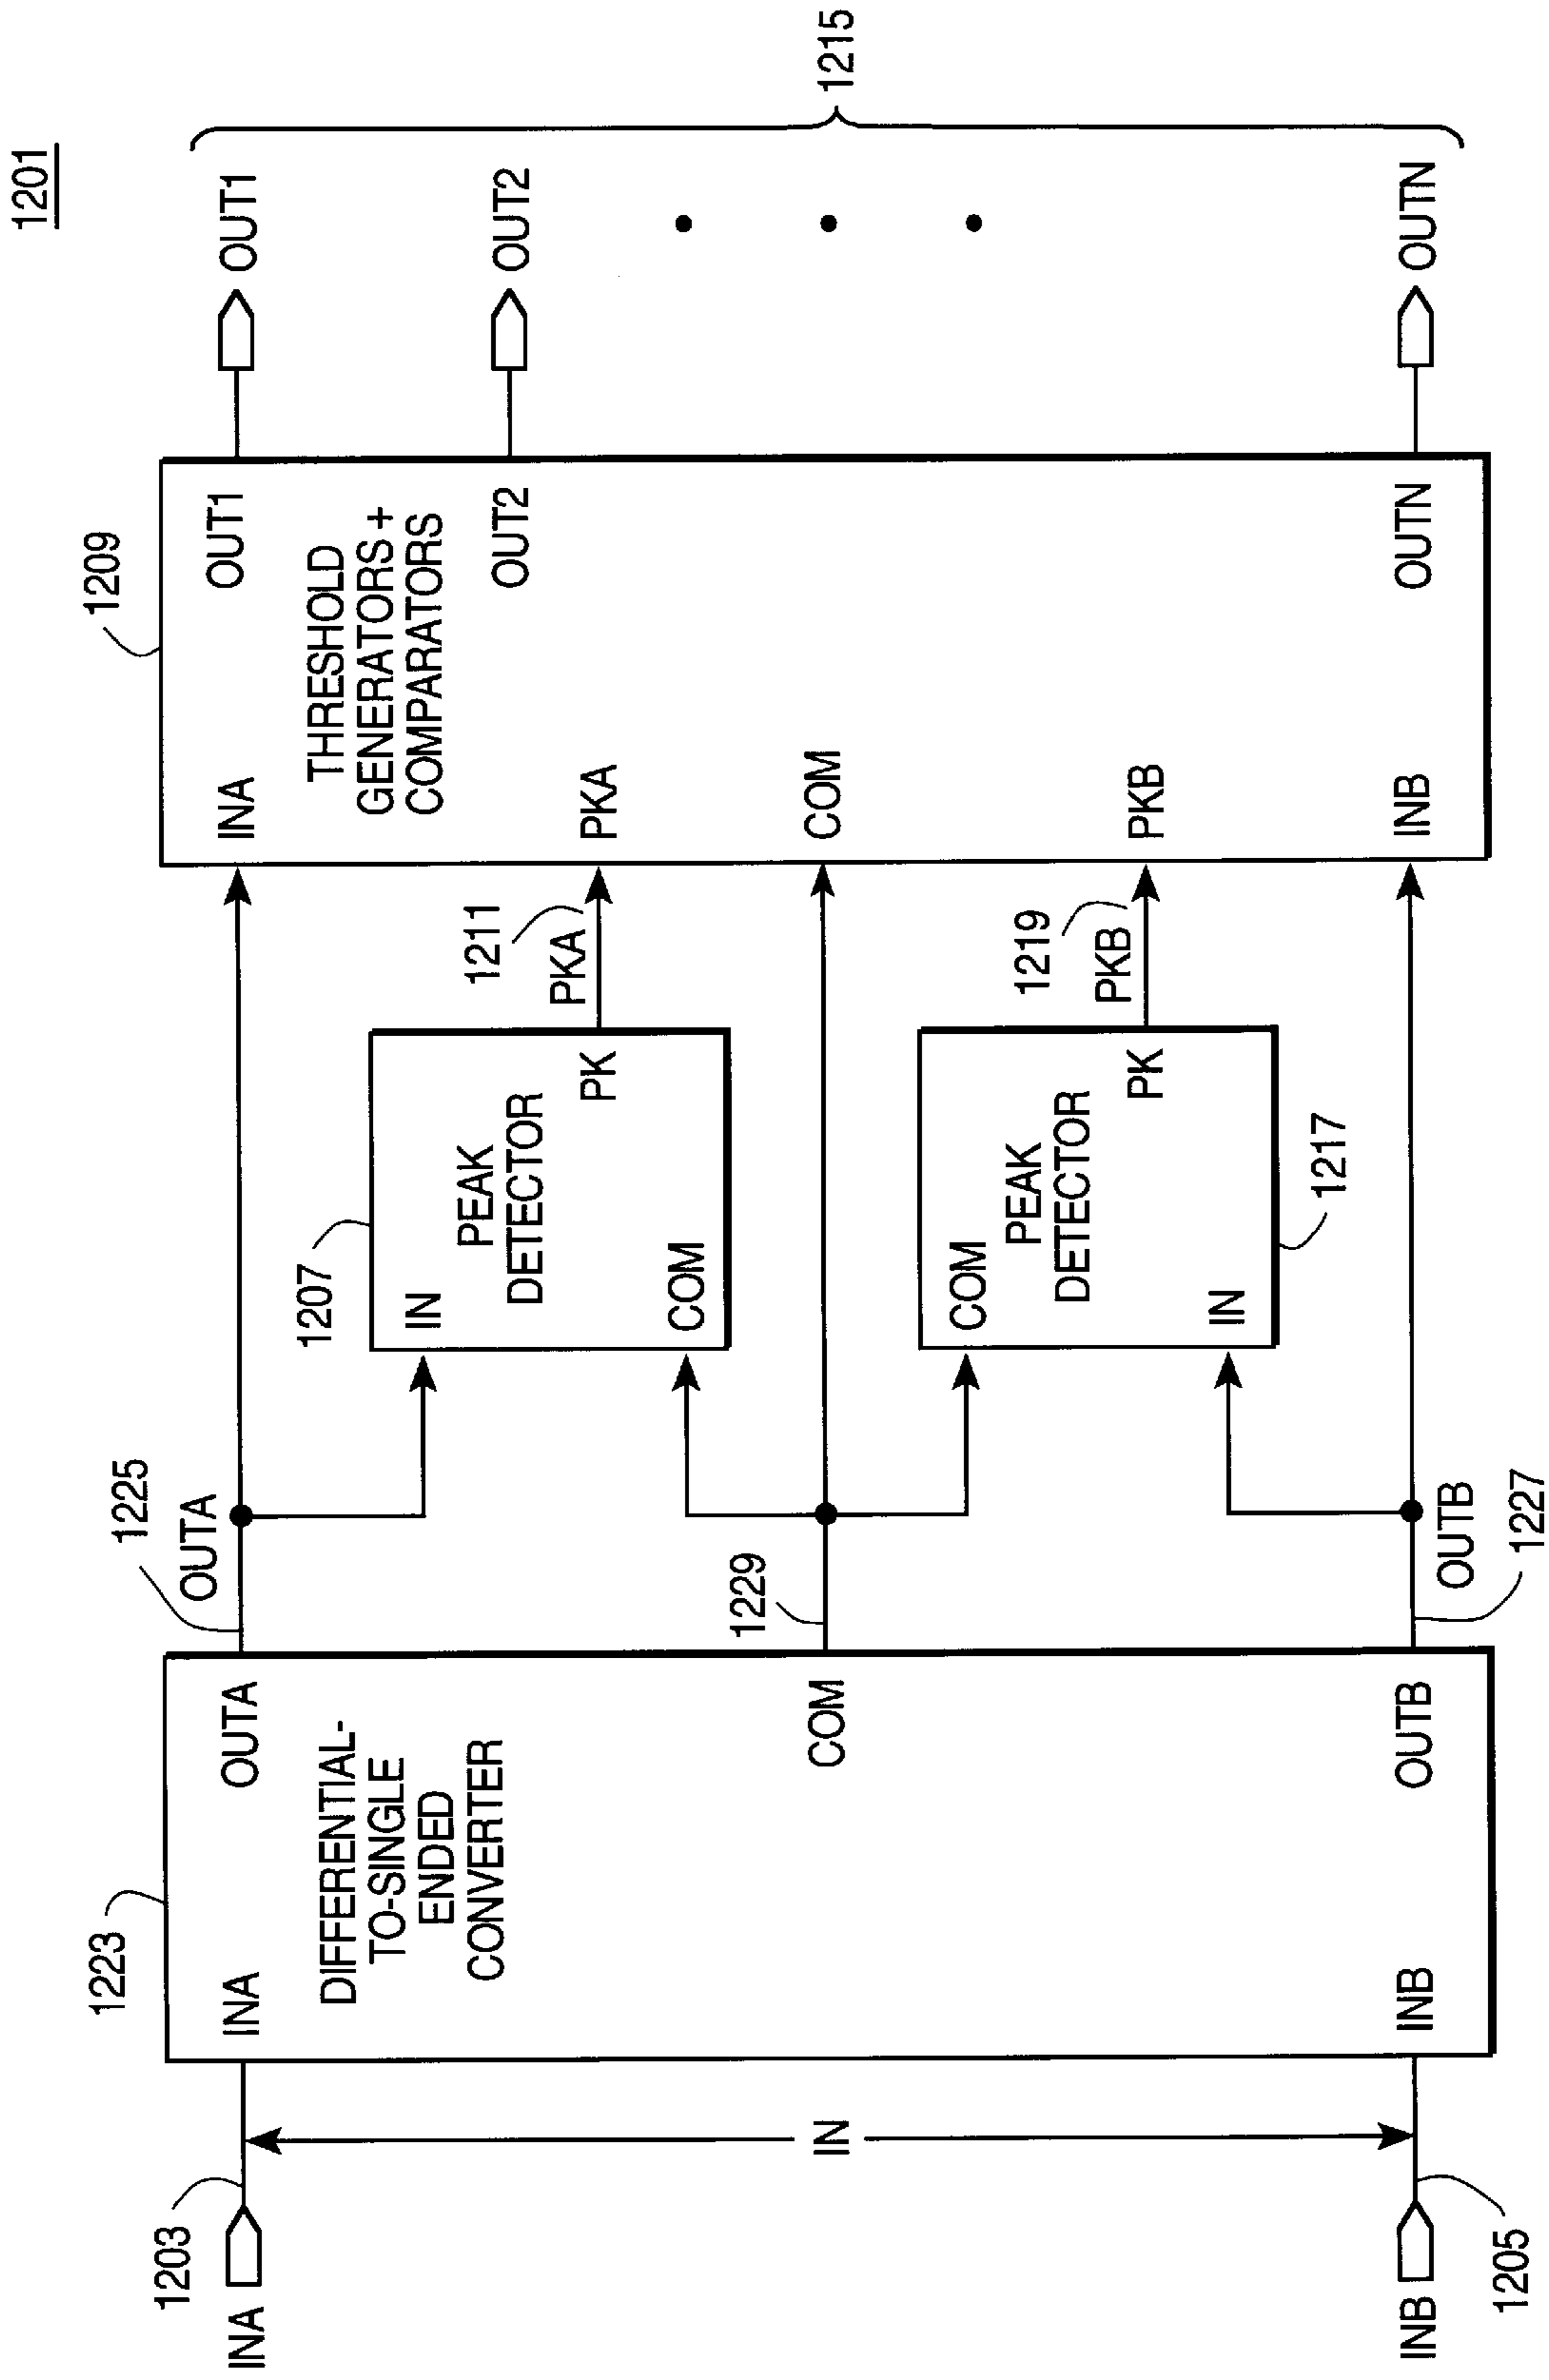 1201
1203
INA
INB
1205
IN
1223
INA
OUTA
DIFFERENTIAL-
TO-SINGLE
ENDED
CONVERTER
COM
INB
OUTB
1225
OUTA
1229
OUTB
1227
1207
IN
PEAK
DETECTOR
PK
COM
1211
PKA
COM
PEAK
DETECTOR
PK
IN
1217
1219
PKB
1209
INA
OUT1
THRESHOLD
GENERATORS +
COMPARATORS
OUT2
PKA
COM
PKB
INB
OUTN
OUT1
OUT2
OUTN
1215